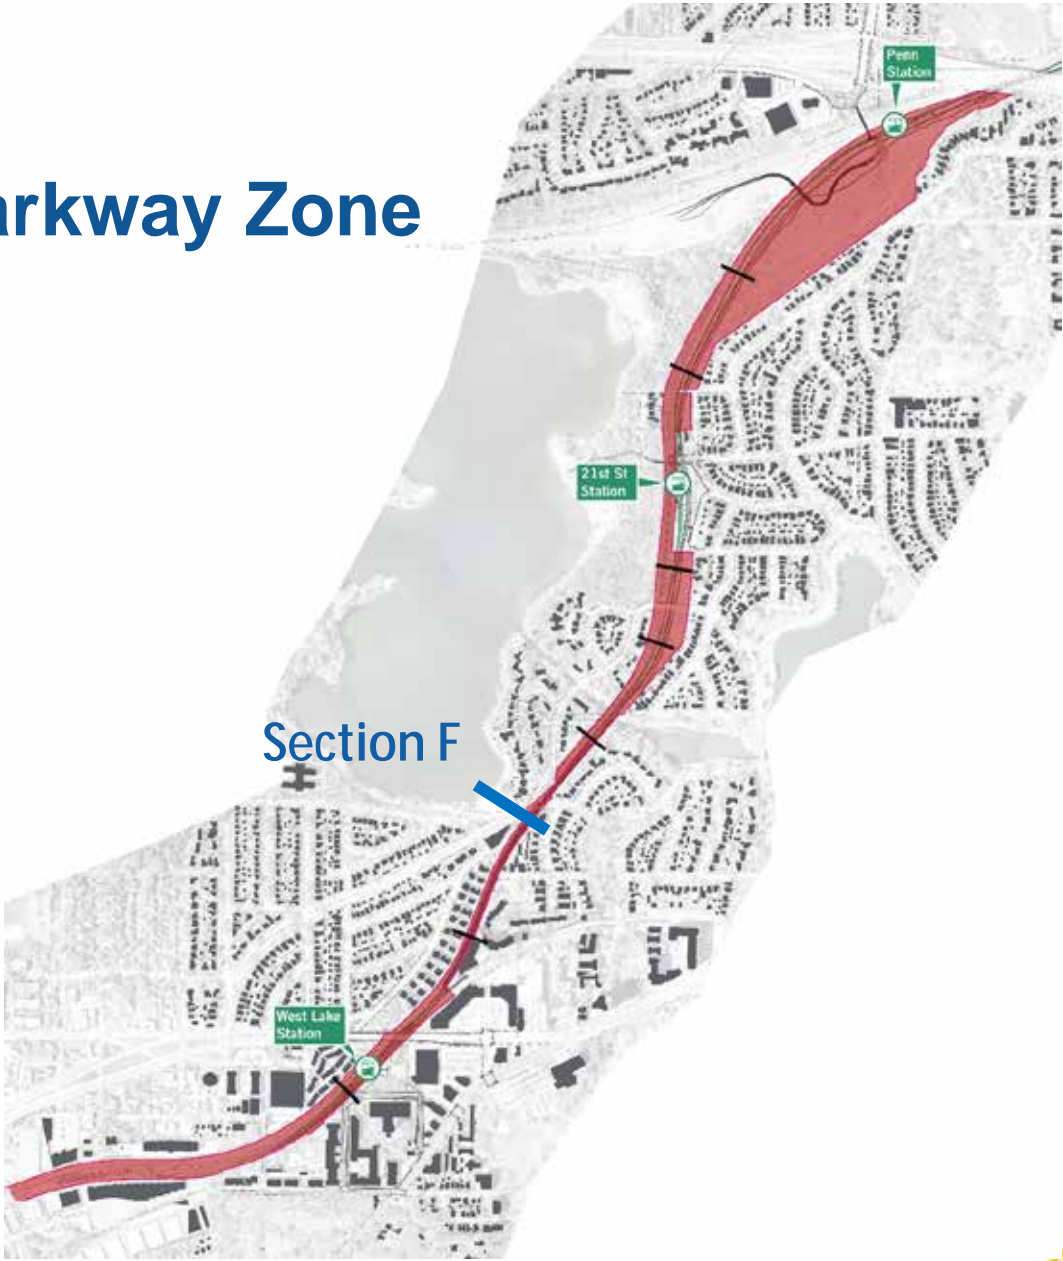 Penn
Station
arkway Zone
21st St
Station
Section F
West Lake
Station